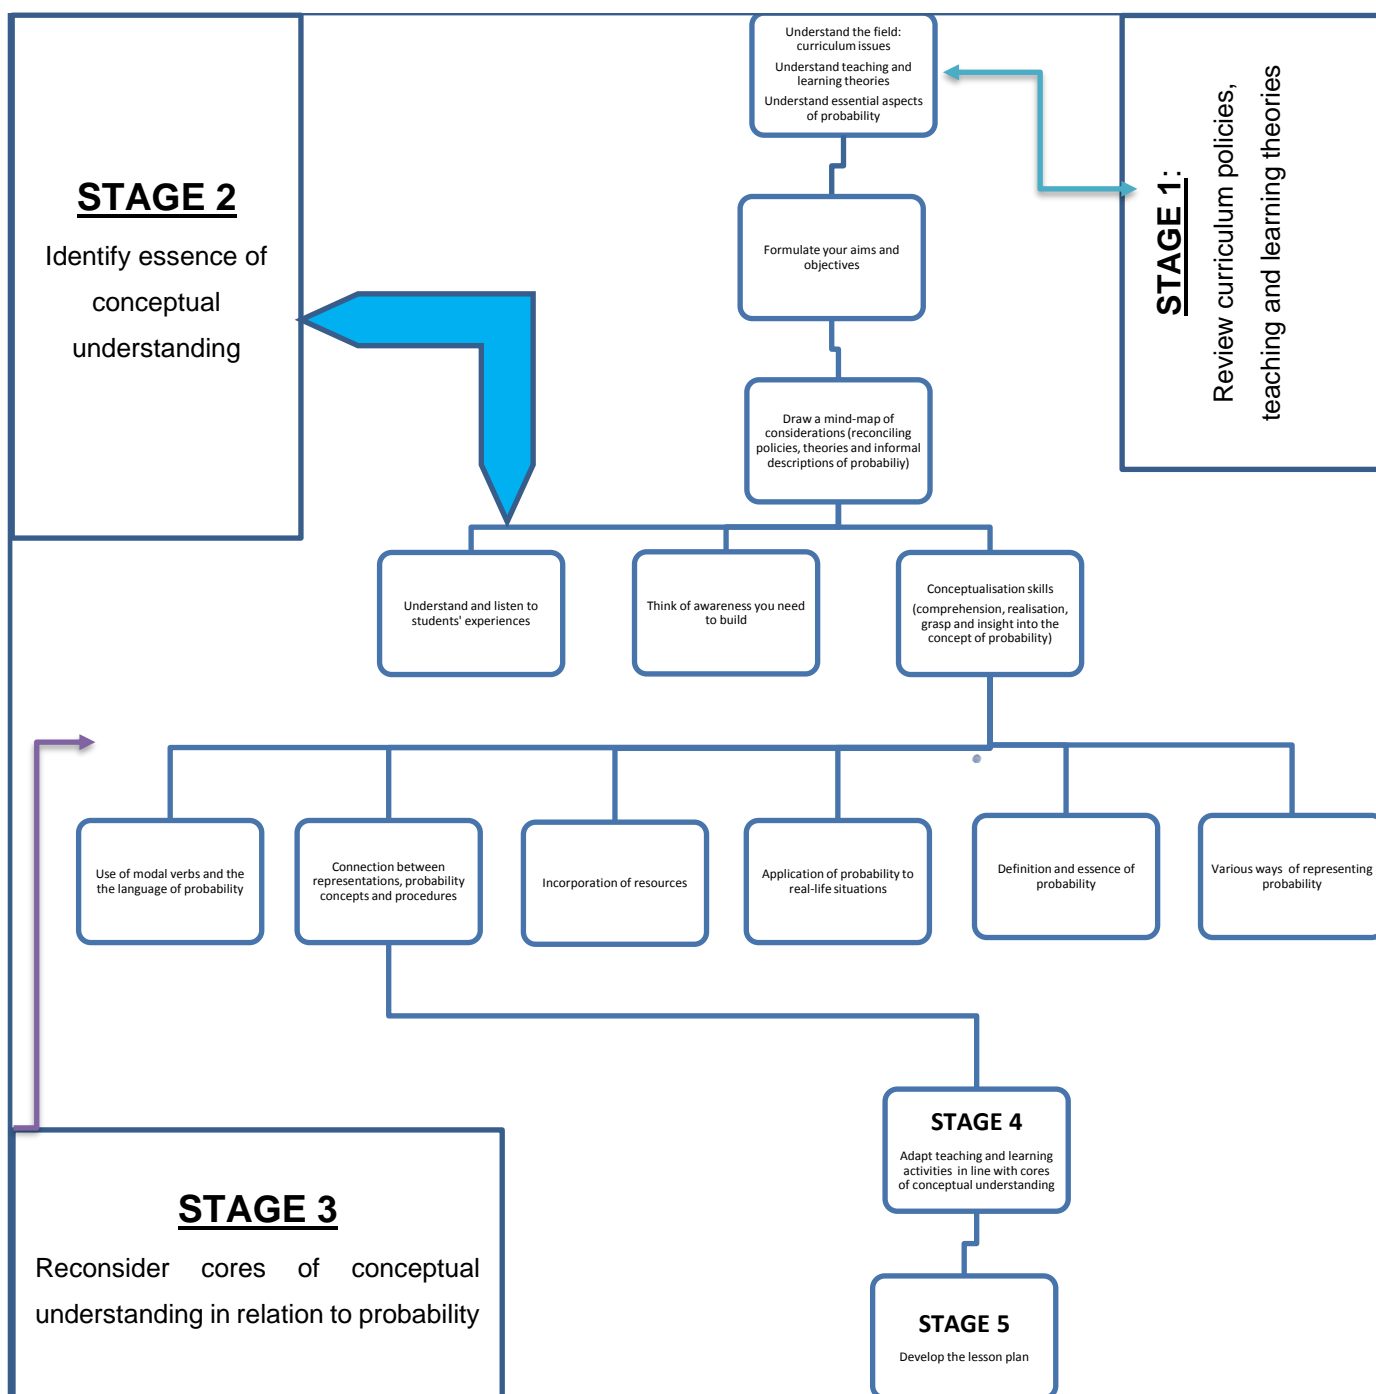 Understand the field:
curriculum issues
Understand teaching and
learning theories
Understand essential aspects
of probability
STAGE 1:
Review curriculum policies,
teaching and learning theories
STAGE 2
Identify essence of
conceptual
understanding
Formulate your aims and
objectives
Draw a mind-map of
considerations (reconciling
policies, theories and informal
descriptions of probabiliy)
Understand and listen to
students' experiences
Think of awareness you need
to build
Conceptualisation skills
(comprehension, realisation,
grasp and insight into the
concept of probability)
Use of modal verbs and the
the language of probability
Connection between
representations, probability
concepts and procedures
Incorporation of resources
Application of probability to
real-life situations
Definition and essence of
probability
Various ways of representing
probability
STAGE 4
Adapt teaching and learning
activities in line with cores
of conceptual understanding
STAGE 3
Reconsider cores of conceptual
understanding in relation to probability
STAGE 5
Develop the lesson plan